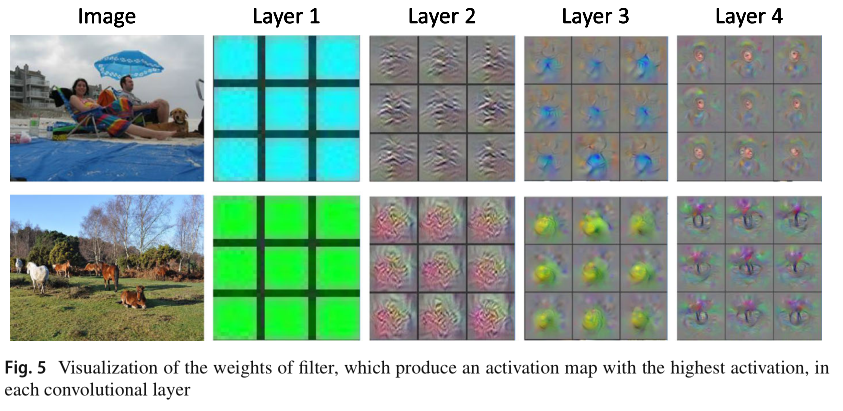 Image Layer 1 Layer 2 Layer 3 Layer 4
Fig. 5 Visualization of the weights of filter, which produce an activation map with the highest activation, in
each convolutional layer